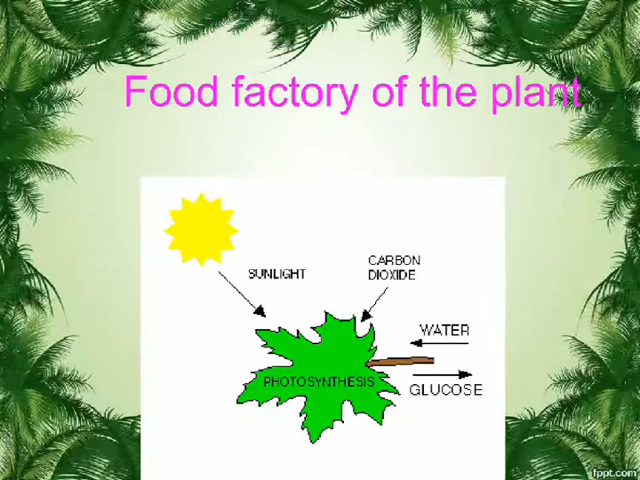 Food factory of the plant
SUNLIGHT
CARBON
DIOXIDE
WATER
PHOTOSYNTHESIS
GLUCOSE
fppt.com